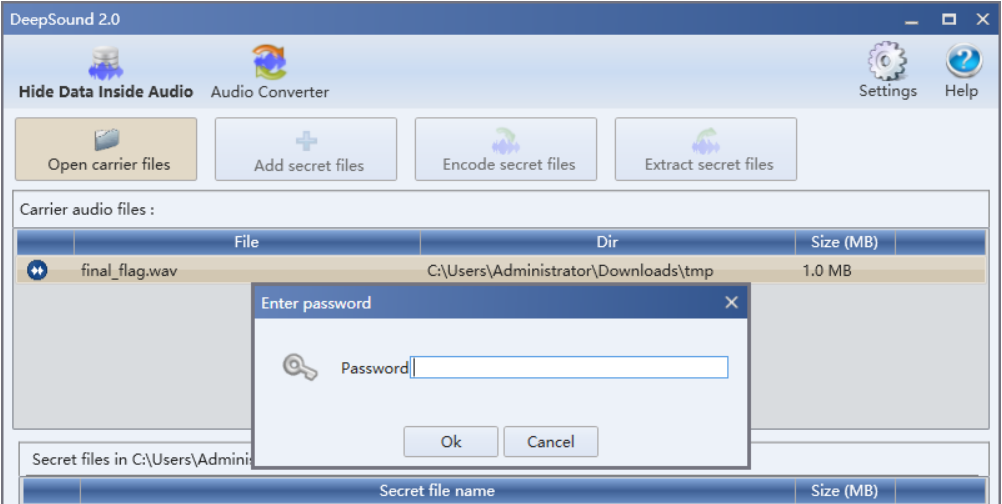 DeepSound 2.0
Hide Data Inside Audio Audio Converter Settings Help
Open carrier files Add secret files Encode secret files Extract secret files
Carrier audio files :
File Dir Size (MB)
final_flag.wav C:\Users\Administrator\Downloads\tmp 1.0 MB
Enter password
Password
Ok Cancel
Secret files in C:\Users\Adminis
Secret file name Size (MB)